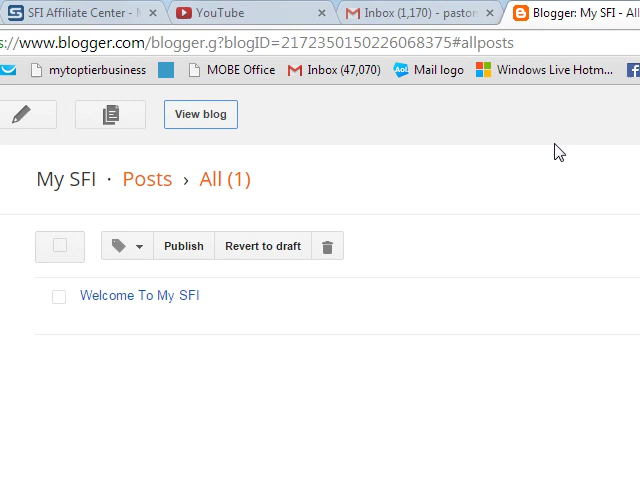 SFI Affiliate Center - M YouTube Inbox (1,170) - pastor Blogger: My SFI - All
s://www.blogger.com/blogger.g?blogID=2172350150226068375#allposts
mytoptierbusiness MOBE Office Inbox (47,070) Aol Mail logo Windows Live Hotm...
View blog
My SFI · Posts › All (1)
Publish Revert to draft
Welcome To My SFI